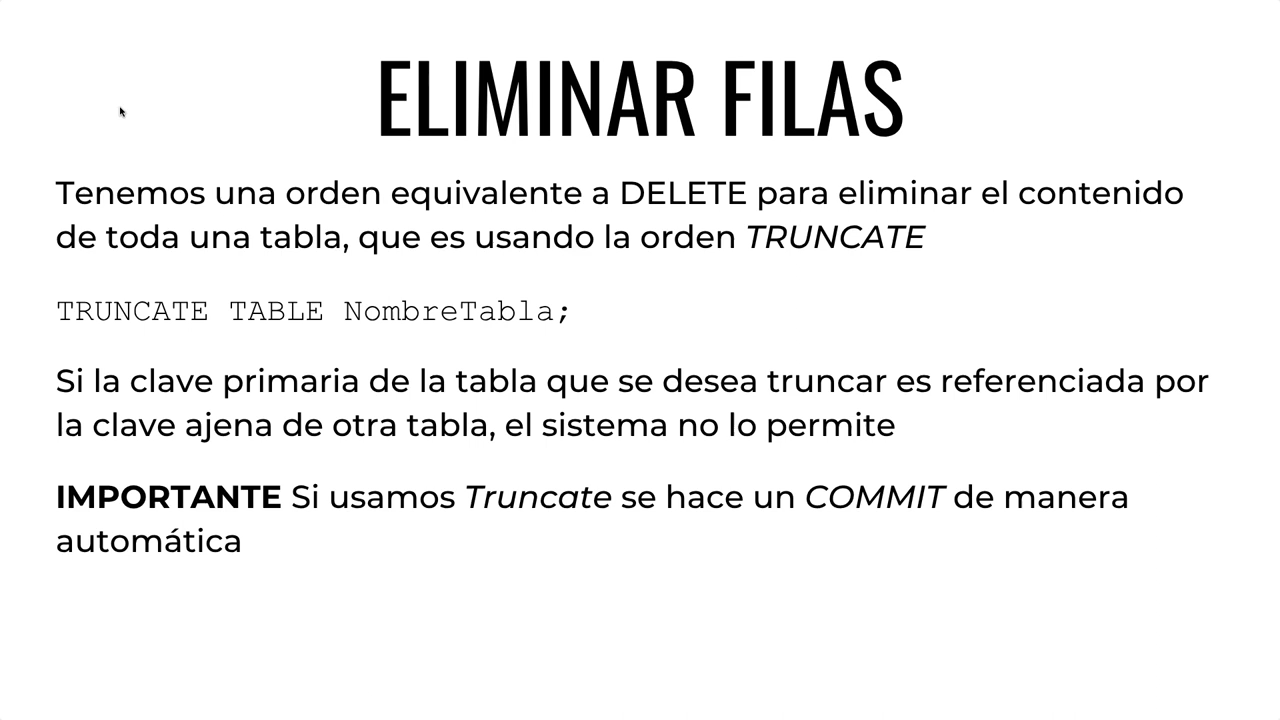 ELIMINAR FILAS
Tenemos una orden equivalente a DELETE para eliminar el contenido
de toda una tabla, que es usando la orden TRUNCATE
TRUNCATE TABLE NombreTabla;
Si la clave primaria de la tabla que se desea truncar es referenciada por
la clave ajena de otra tabla, el sistema no lo permite
IMPORTANTE Si usamos Truncate se hace un COMMIT de manera
automática